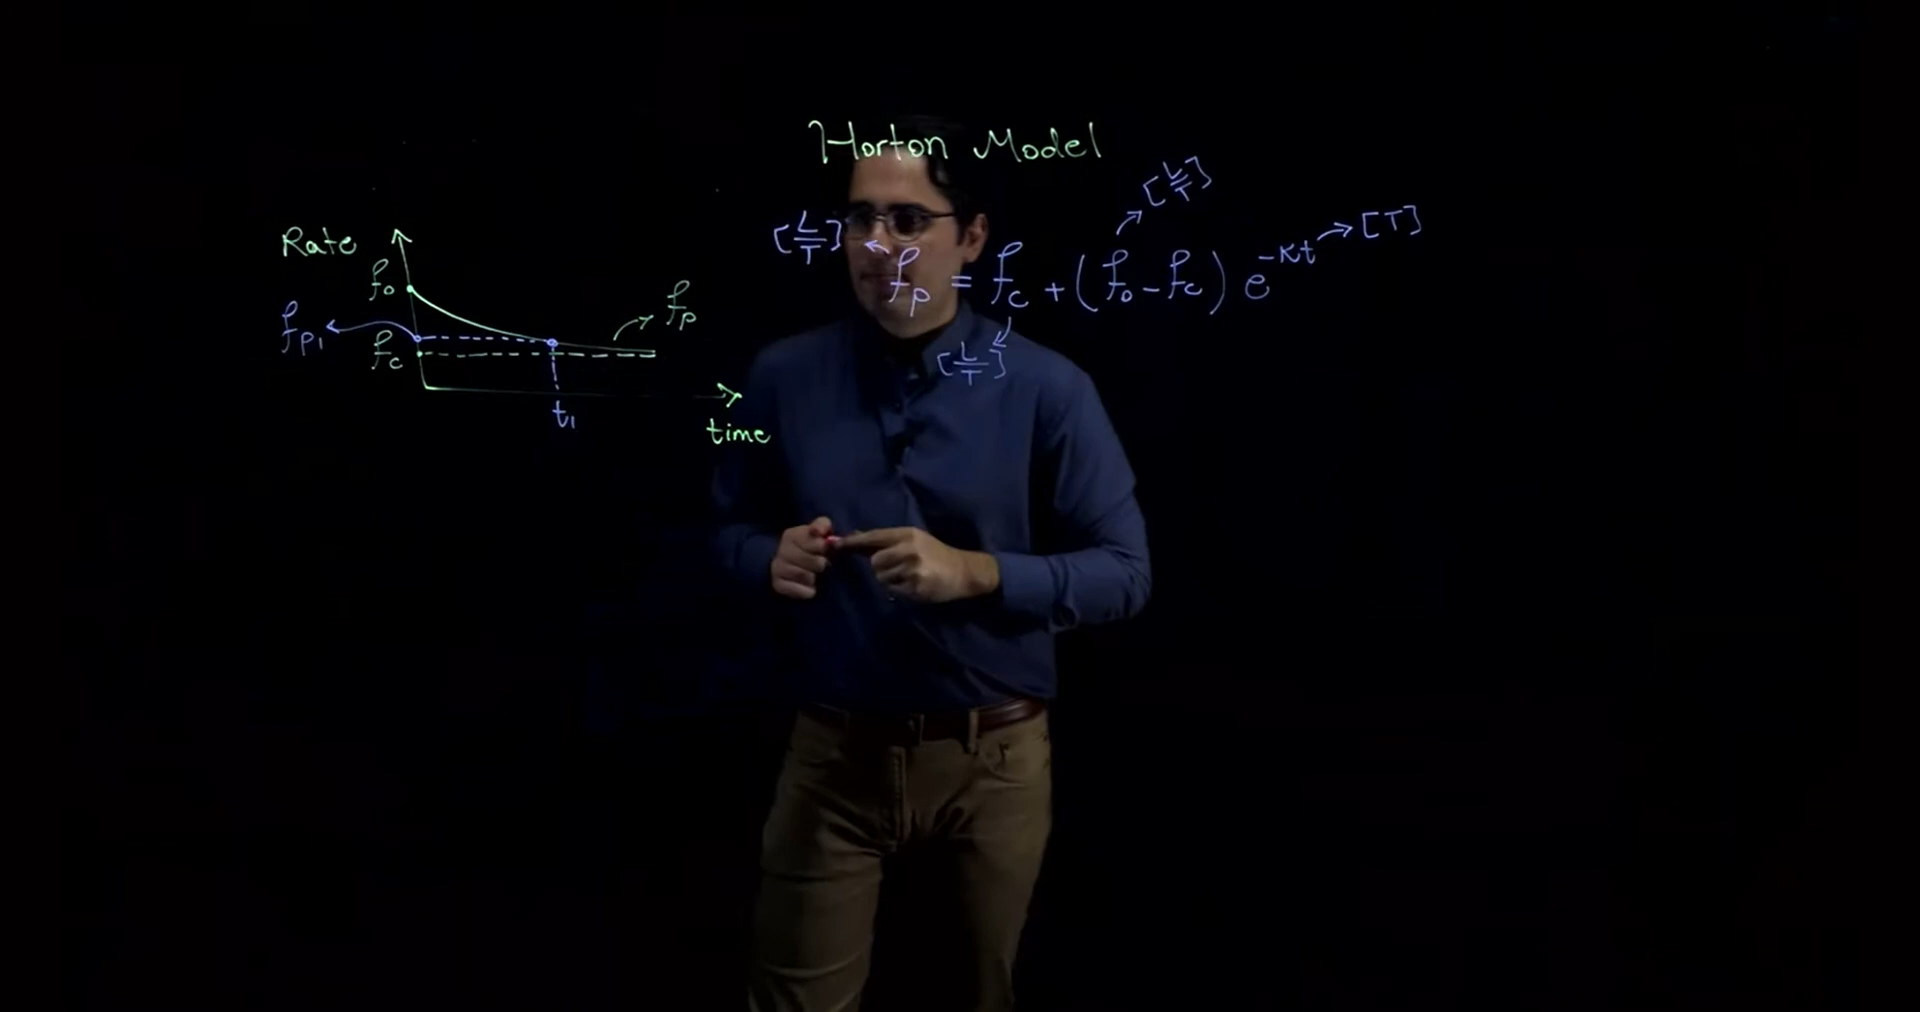 Horton Model
[L/T]
[L/T] fp = fc + (fo - fc) e^-Kt [T]
[L/T]
Rate
fo
fp
fp1
fc
t1
time